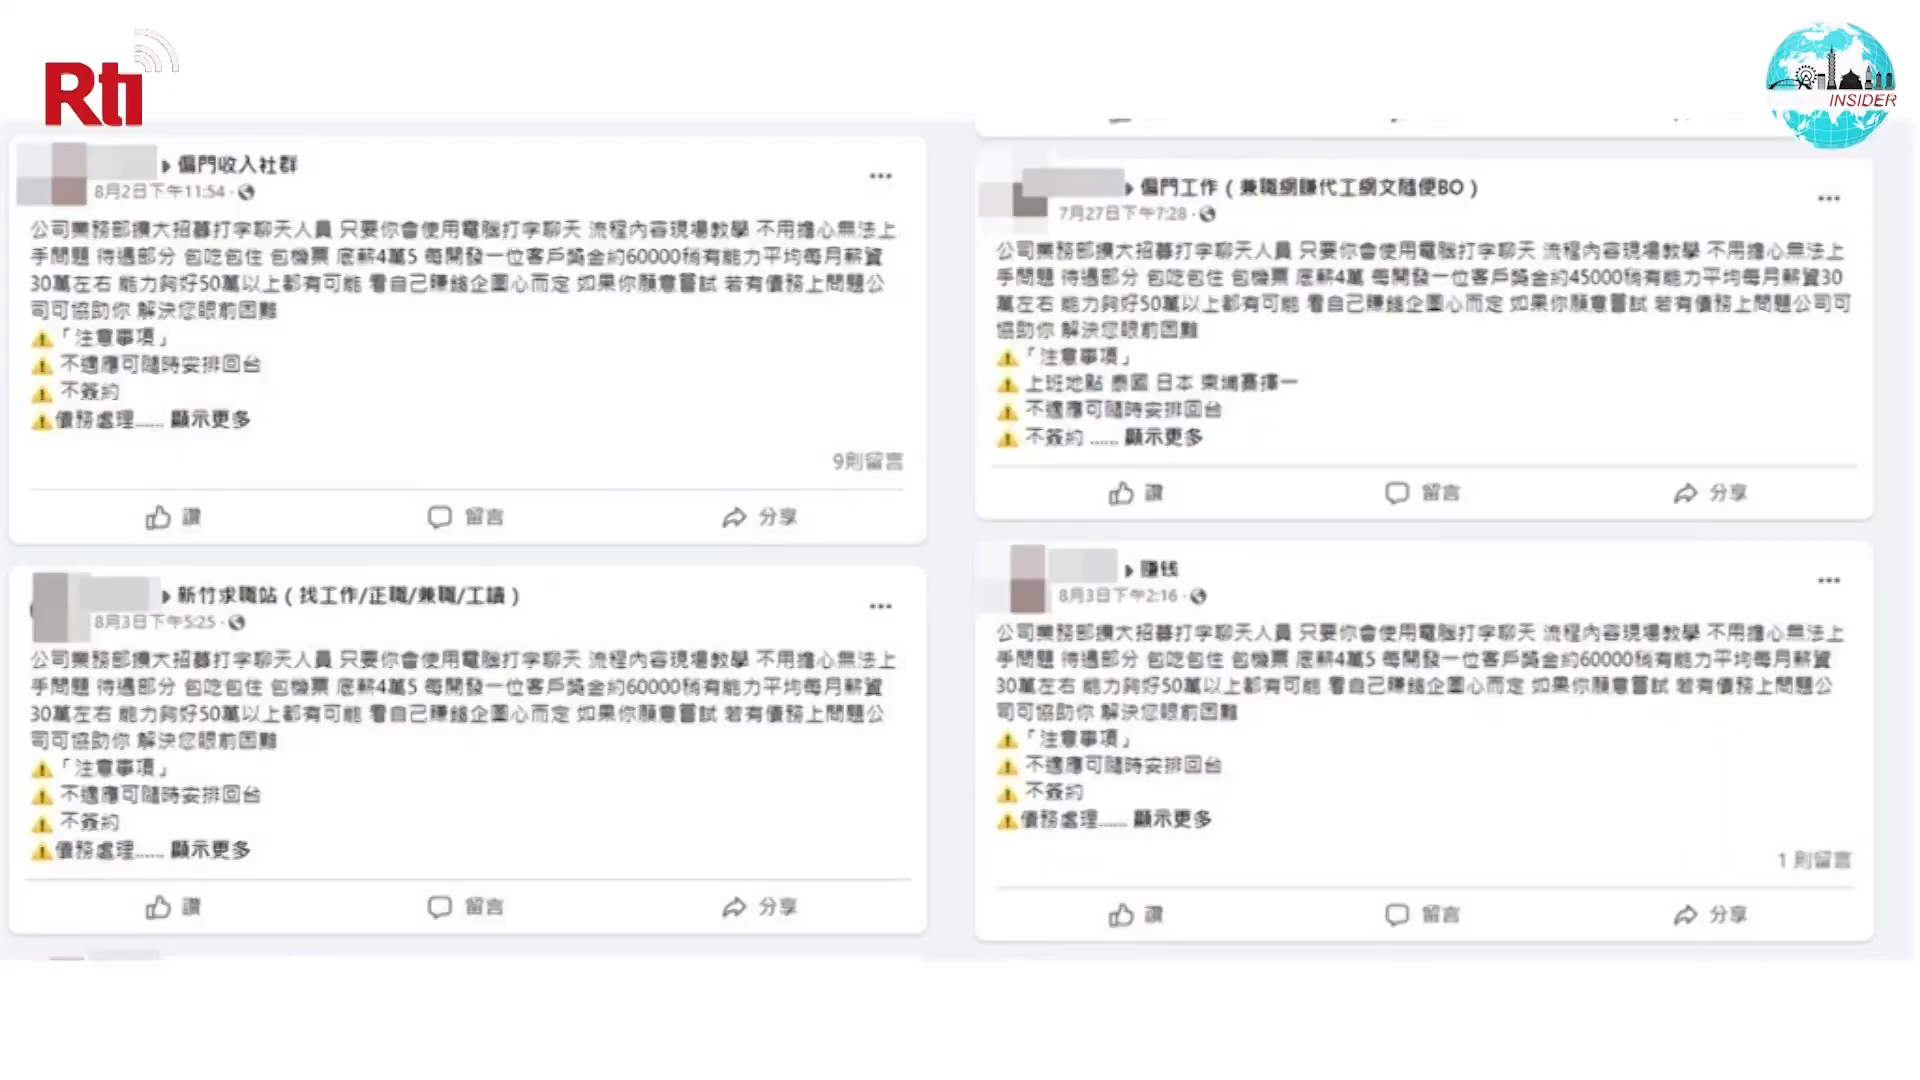 Rti
INSIDER
偏門收入社群
8月2日下午11:54
公司業務部擴大招募打字聊天人員 只要你會使用電腦打字聊天 流程內容現場教學 不用擔心無法上
手問題 待遇部分 包吃包住 包機票 底薪4萬5 每開發一位客戶獎金約60000稍有能力平均每月薪資
30萬左右 能力夠好50萬以上都有可能 看自己賺錢企圖心而定 如果你願意嘗試 若有債務上問題公
司可協助你 解決您眼前困難
「注意事項」
不適應可隨時安排回台
不簽約
債務處理...... 顯示更多
9則留言
讚 留言 分享
新竹求職站 ( 找工作/正職/兼職/工讀 )
8月3日下午5:25
公司業務部擴大招募打字聊天人員 只要你會使用電腦打字聊天 流程內容現場教學 不用擔心無法上
手問題 待遇部分 包吃包住 包機票 底薪4萬5 每開發一位客戶獎金約60000稍有能力平均每月薪資
30萬左右 能力夠好50萬以上都有可能 看自己賺錢企圖心而定 如果你願意嘗試 若有債務上問題公
司可協助你 解決您眼前困難
「注意事項」
不適應可隨時安排回台
不簽約
債務處理...... 顯示更多
讚 留言 分享
偏門工作 ( 兼職網賺代工網文隨便BO )
7月27日下午7:28
公司業務部擴大招募打字聊天人員 只要你會使用電腦打字聊天 流程內容現場教學 不用擔心無法上
手問題 待遇部分 包吃包住 包機票 底薪4萬 每開發一位客戶獎金約45000稍有能力平均每月薪資30
萬左右 能力夠好50萬以上都有可能 看自己賺錢企圖心而定 如果你願意嘗試 若有債務上問題公司可
協助你 解決您眼前困難
「注意事項」
上班地點 泰國 日本 柬埔寨擇一
不適應可隨時安排回台
不簽約 ...... 顯示更多
讚 留言 分享
賺钱
8月3日下午2:16
公司業務部擴大招募打字聊天人員 只要你會使用電腦打字聊天 流程內容現場教學 不用擔心無法上
手問題 待遇部分 包吃包住 包機票 底薪4萬5 每開發一位客戶獎金約60000稍有能力平均每月薪資
30萬左右 能力夠好50萬以上都有可能 看自己賺錢企圖心而定 如果你願意嘗試 若有債務上問題公
司可協助你 解決您眼前困難
「注意事項」
不適應可隨時安排回台
不簽約
債務處理...... 顯示更多
1 則留言
讚 留言 分享